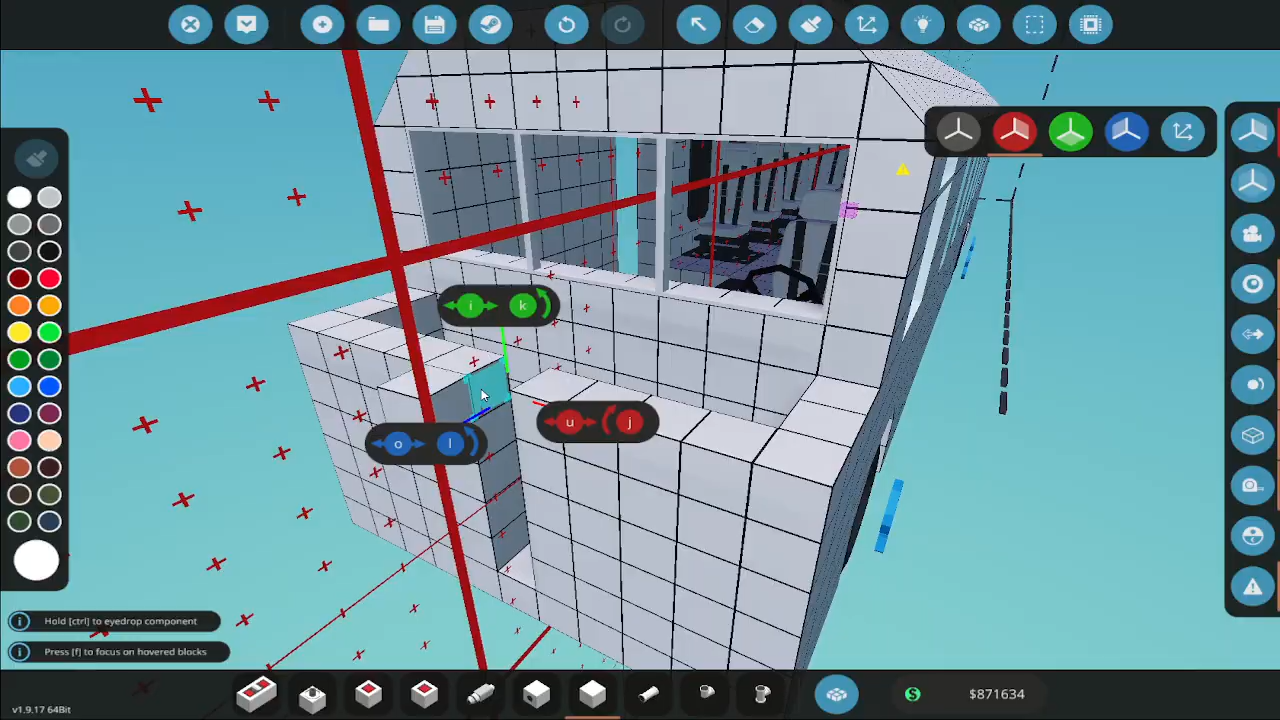 i k
u j
o l
Hold [ctrl] to eyedrop component
Press [f] to focus on hovered blocks
v1.9.17 64Bit
$ $871634